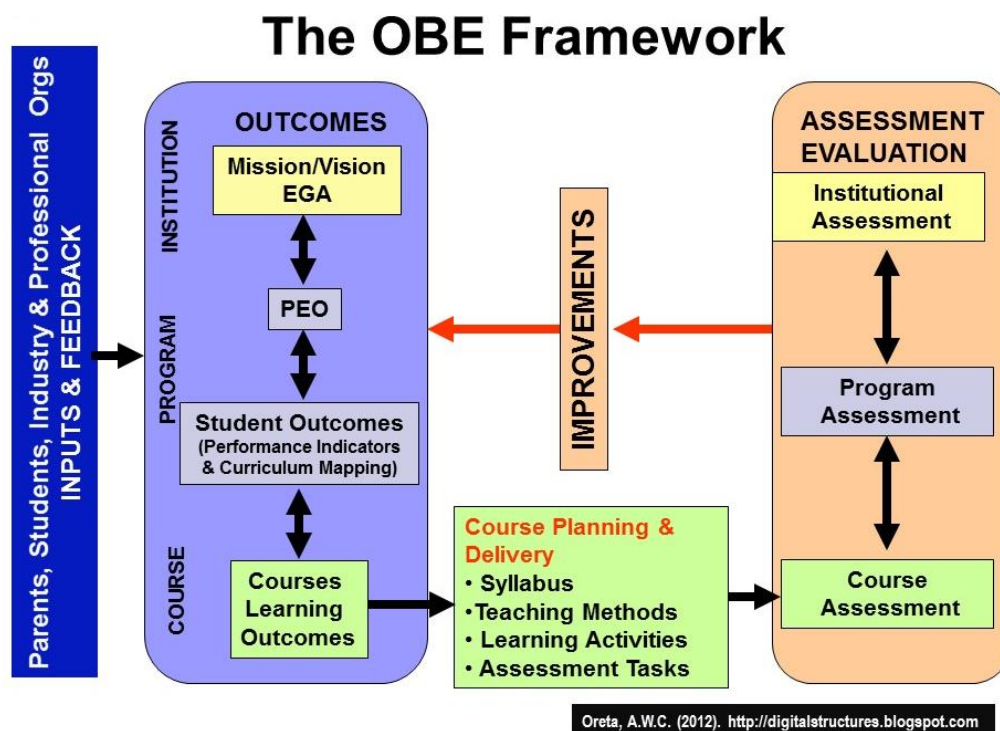 The OBE Framework
Parents, Students, Industry & Professional Orgs
INPUTS & FEEDBACK
INSTITUTION
PROGRAM
COURSE
OUTCOMES
Mission/Vision
EGA
PEO
Student Outcomes
(Performance Indicators
& Curriculum Mapping)
Courses
Learning
Outcomes
Course Planning &
Delivery
• Syllabus
• Teaching Methods
• Learning Activities
• Assessment Tasks
IMPROVEMENTS
ASSESSMENT
EVALUATION
Institutional
Assessment
Program
Assessment
Course
Assessment
Oreta, A.W.C. (2012). http://digitalstructures.blogspot.com